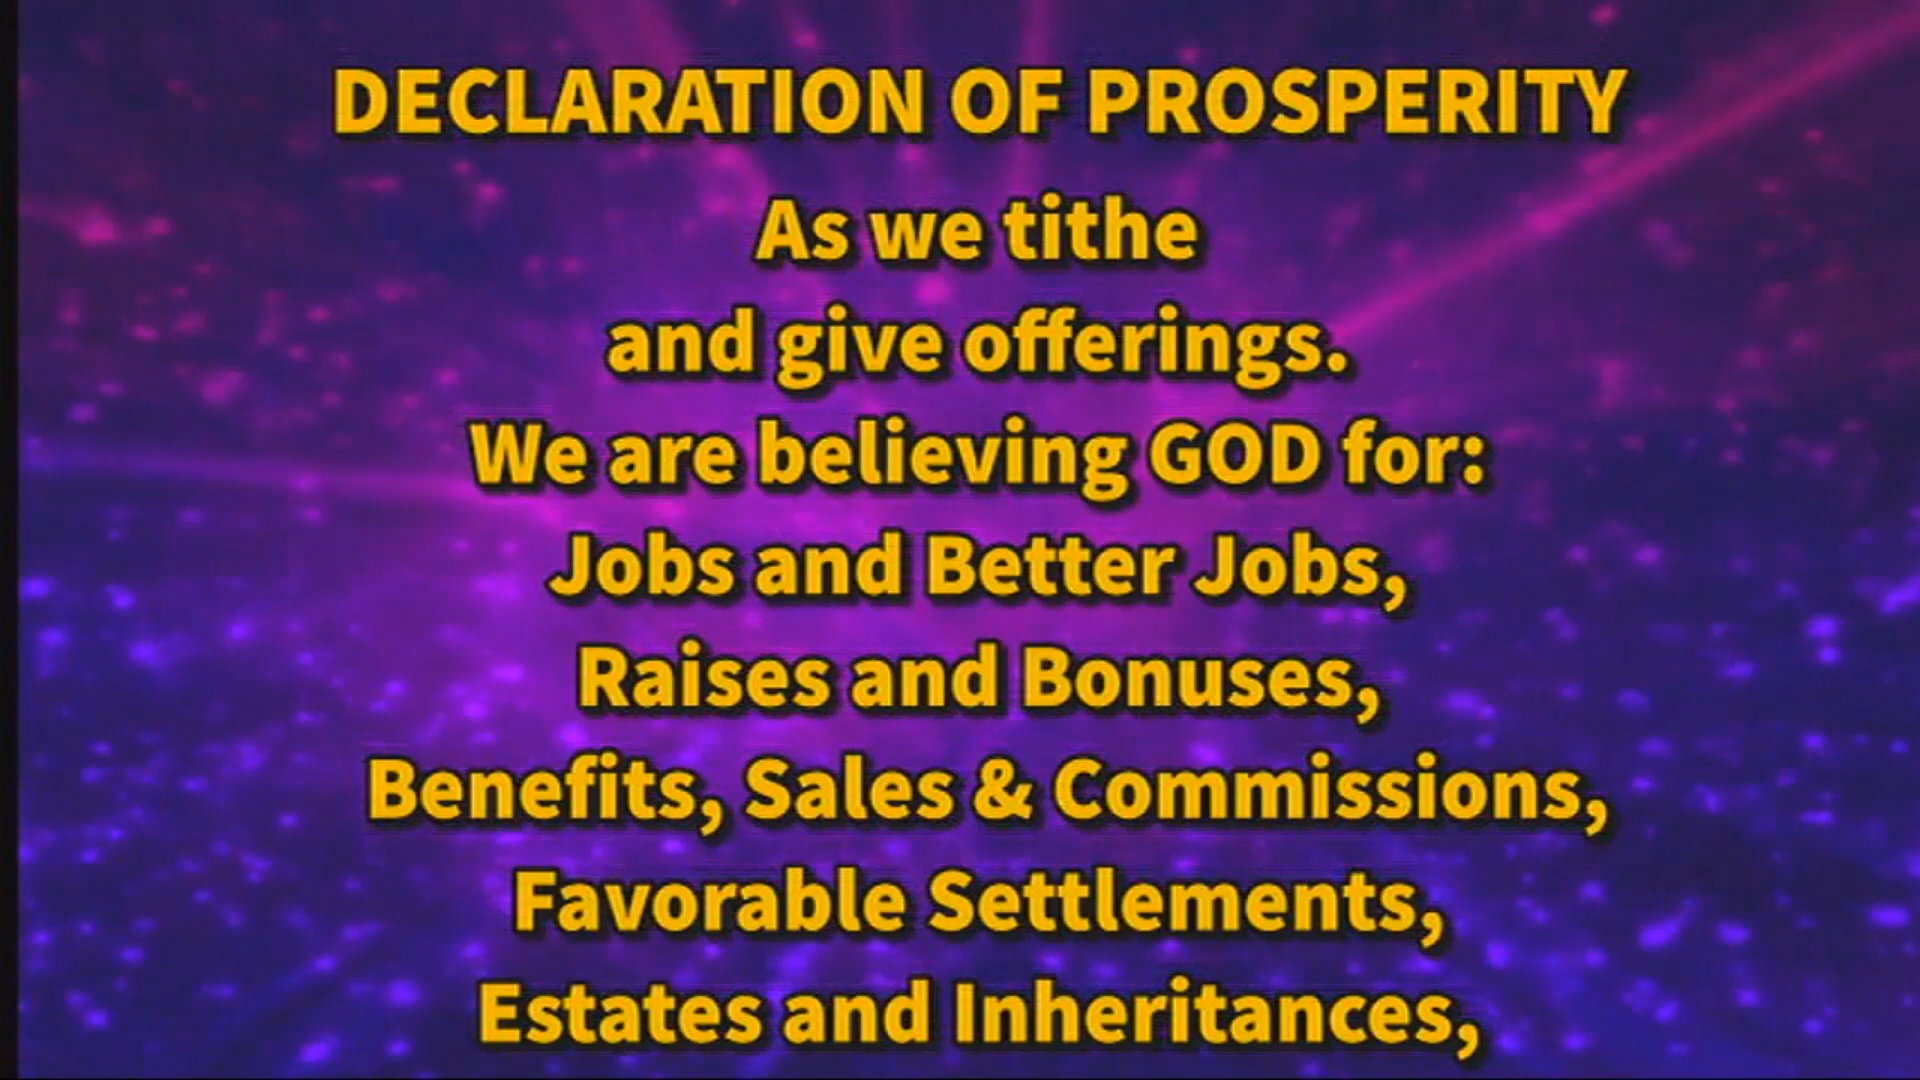 DECLARATION OF PROSPERITY
As we tithe
and give offerings.
We are believing GOD for:
Jobs and Better Jobs,
Raises and Bonuses,
Benefits, Sales & Commissions,
Favorable Settlements,
Estates and Inheritances,